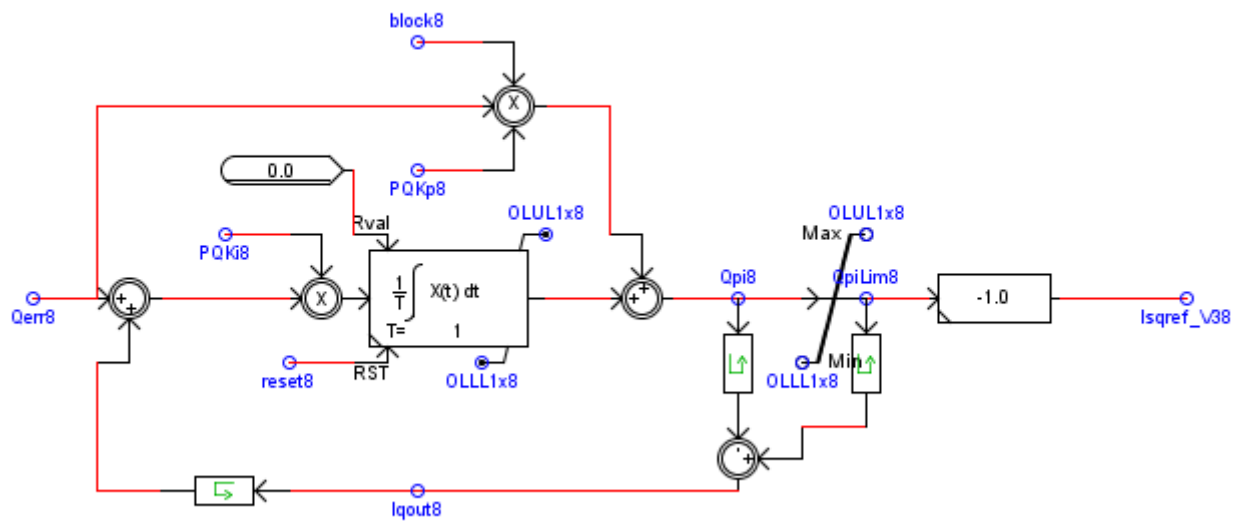 block8
X
0.0
PQKp8
Rval
OLUL1x8
OLUL1x8
Max
PQKi8
Qpi8
QpiLim8
+
+
X
1
T
X(t) dt
+
+
-1.0
Qerr8
T=
1
Isqref_V38
reset8
RST
OLLL1x8
Min
OLLL1x8
-
+
Iqout8